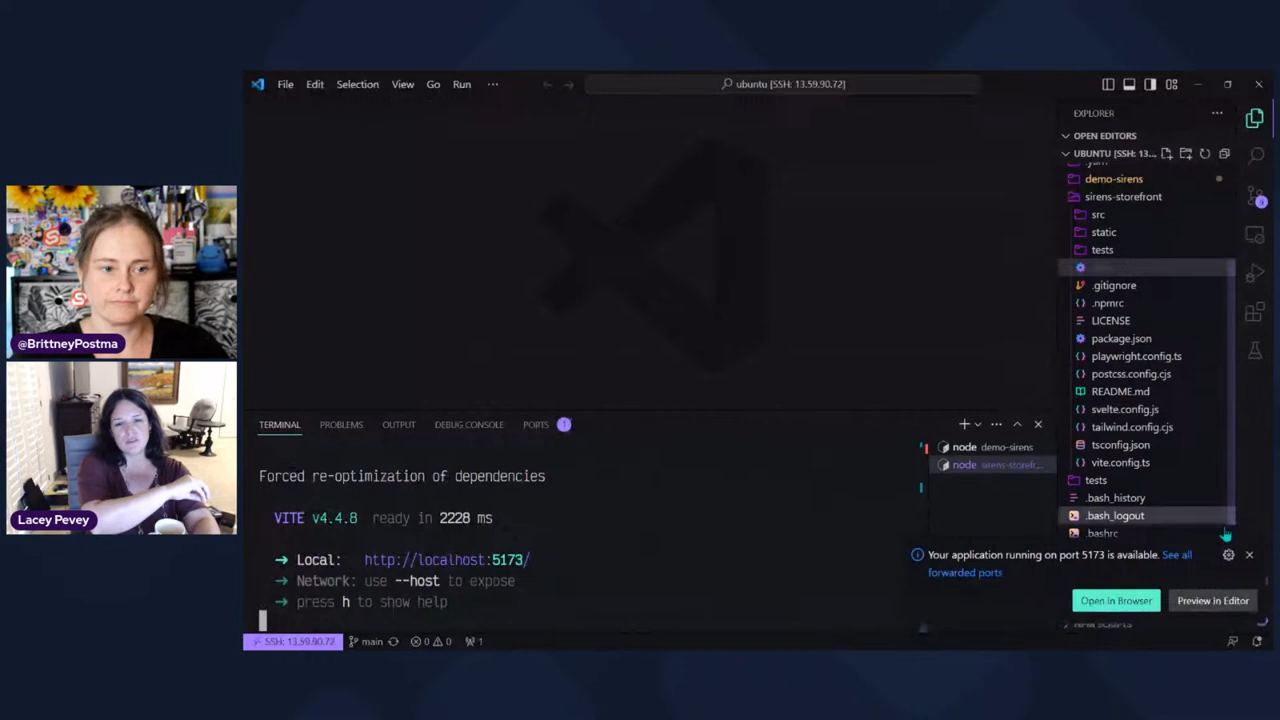 File Edit Selection View Go Run ...
ubuntu [SSH: 13.59.90.72]
EXPLORER
OPEN EDITORS
UBUNTU [SSH: 13...
demo-sirens
sirens-storefront
src
static
tests
.gitignore
.npmrc
LICENSE
package.json
playwright.config.ts
postcss.config.cjs
README.md
svelte.config.js
tailwind.config.cjs
tsconfig.json
vite.config.ts
tests
.bash_history
.bash_logout
.bashrc
@BrittneyPostma
Lacey Pevey
TERMINAL PROBLEMS OUTPUT DEBUG CONSOLE PORTS 1
node demo-sirens
node sirens-storefr...
Forced re-optimization of dependencies
VITE v4.4.8 ready in 2228 ms
➜ Local: http://localhost:5173/
➜ Network: use --host to expose
➜ press h to show help
Your application running on port 5173 is available. See all
forwarded ports
Open in Browser Preview in Editor
SSH: 13.59.90.72 main 0 0 1